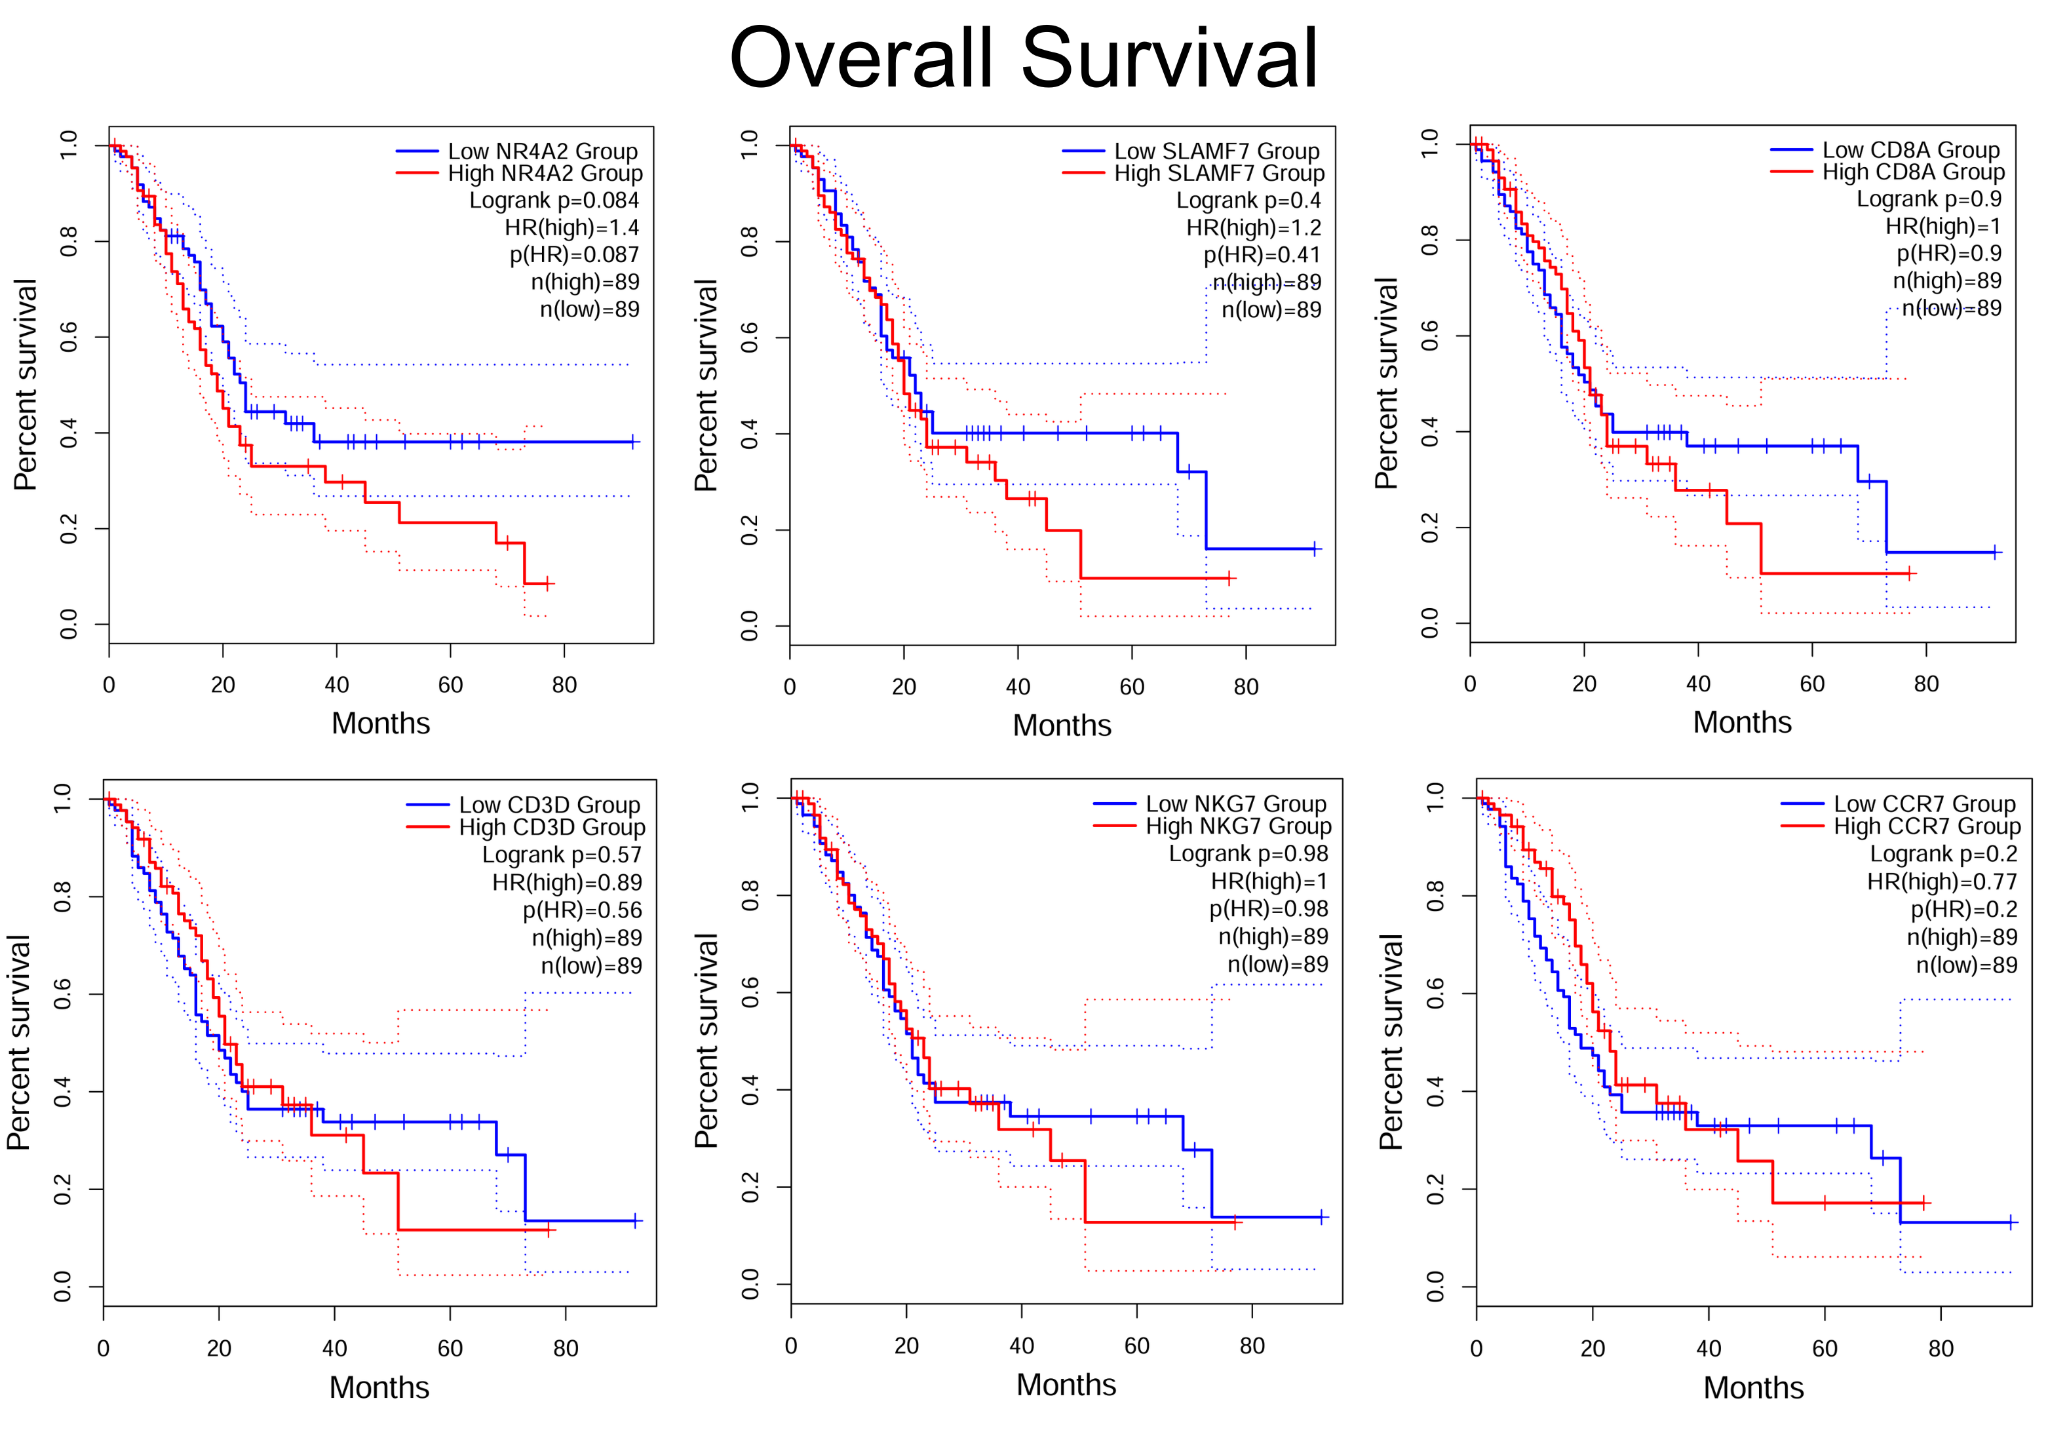 Overall Survival
Low NR4A2 Group
High NR4A2 Group
Logrank p=0.084
HR(high)=1.4
p(HR)=0.087
n(high)=89
n(low)=89
Percent survival
1.0
0.8
0.6
0.4
0.2
0.0
0 20 40 60 80
Months
Low SLAMF7 Group
High SLAMF7 Group
Logrank p=0.4
HR(high)=1.2
p(HR)=0.41
n(high)=89
n(low)=89
Percent survival
1.0
0.8
0.6
0.4
0.2
0.0
0 20 40 60 80
Months
Low CD8A Group
High CD8A Group
Logrank p=0.9
HR(high)=1
p(HR)=0.9
n(high)=89
n(low)=89
Percent survival
1.0
0.8
0.6
0.4
0.2
0.0
0 20 40 60 80
Months
Low CD3D Group
High CD3D Group
Logrank p=0.57
HR(high)=0.89
p(HR)=0.56
n(high)=89
n(low)=89
Percent survival
1.0
0.8
0.6
0.4
0.2
0.0
0 20 40 60 80
Months
Low NKG7 Group
High NKG7 Group
Logrank p=0.98
HR(high)=1
p(HR)=0.98
n(high)=89
n(low)=89
Percent survival
1.0
0.8
0.6
0.4
0.2
0.0
0 20 40 60 80
Months
Low CCR7 Group
High CCR7 Group
Logrank p=0.2
HR(high)=0.77
p(HR)=0.2
n(high)=89
n(low)=89
Percent survival
1.0
0.8
0.6
0.4
0.2
0.0
0 20 40 60 80
Months